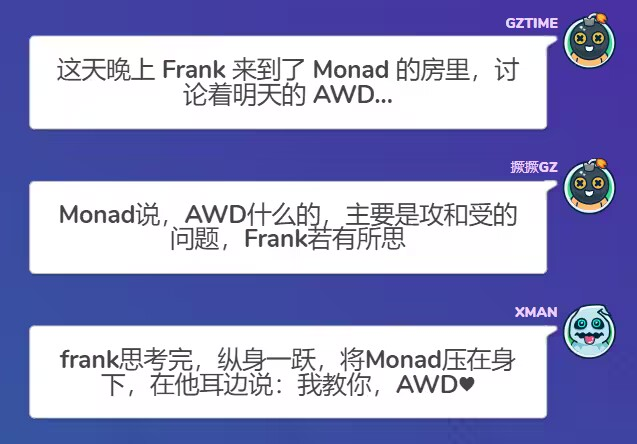 GZTIME
这天晚上 Frank 来到了 Monad 的房里，讨
论着明天的 AWD...
撅撅GZ
Monad说，AWD什么的，主要是攻和受的
问题，Frank若有所思
XMAN
frank思考完，纵身一跃，将Monad压在身
下，在他耳边说：我教你，AWD♥